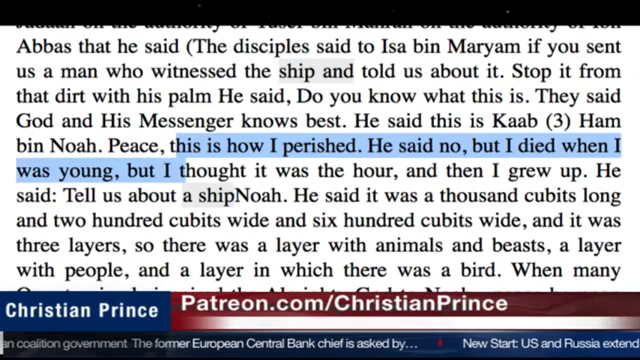 Judaan on the authority of Yusef bin Mahran on the authority of Ibn
Abbas that he said (The disciples said to Isa bin Maryam if you sent
us a man who witnessed the ship and told us about it. Stop it from
that dirt with his palm He said, Do you know what this is. They said
God and His Messenger knows best. He said this is Kaab (3) Ham
bin Noah. Peace, this is how I perished. He said no, but I died when I
was young, but I thought it was the hour, and then I grew up. He
said: Tell us about a shipNoah. He said it was a thousand cubits long
and two hundred cubits wide and six hundred cubits wide, and it was
three layers, so there was a layer with animals and beasts, a layer
with people, and a layer in which there was a bird. When many
Christian Prince
Patreon.com/ChristianPrince
an coalition government. The former European Central Bank chief is asked by… New Start: US and Russia extend